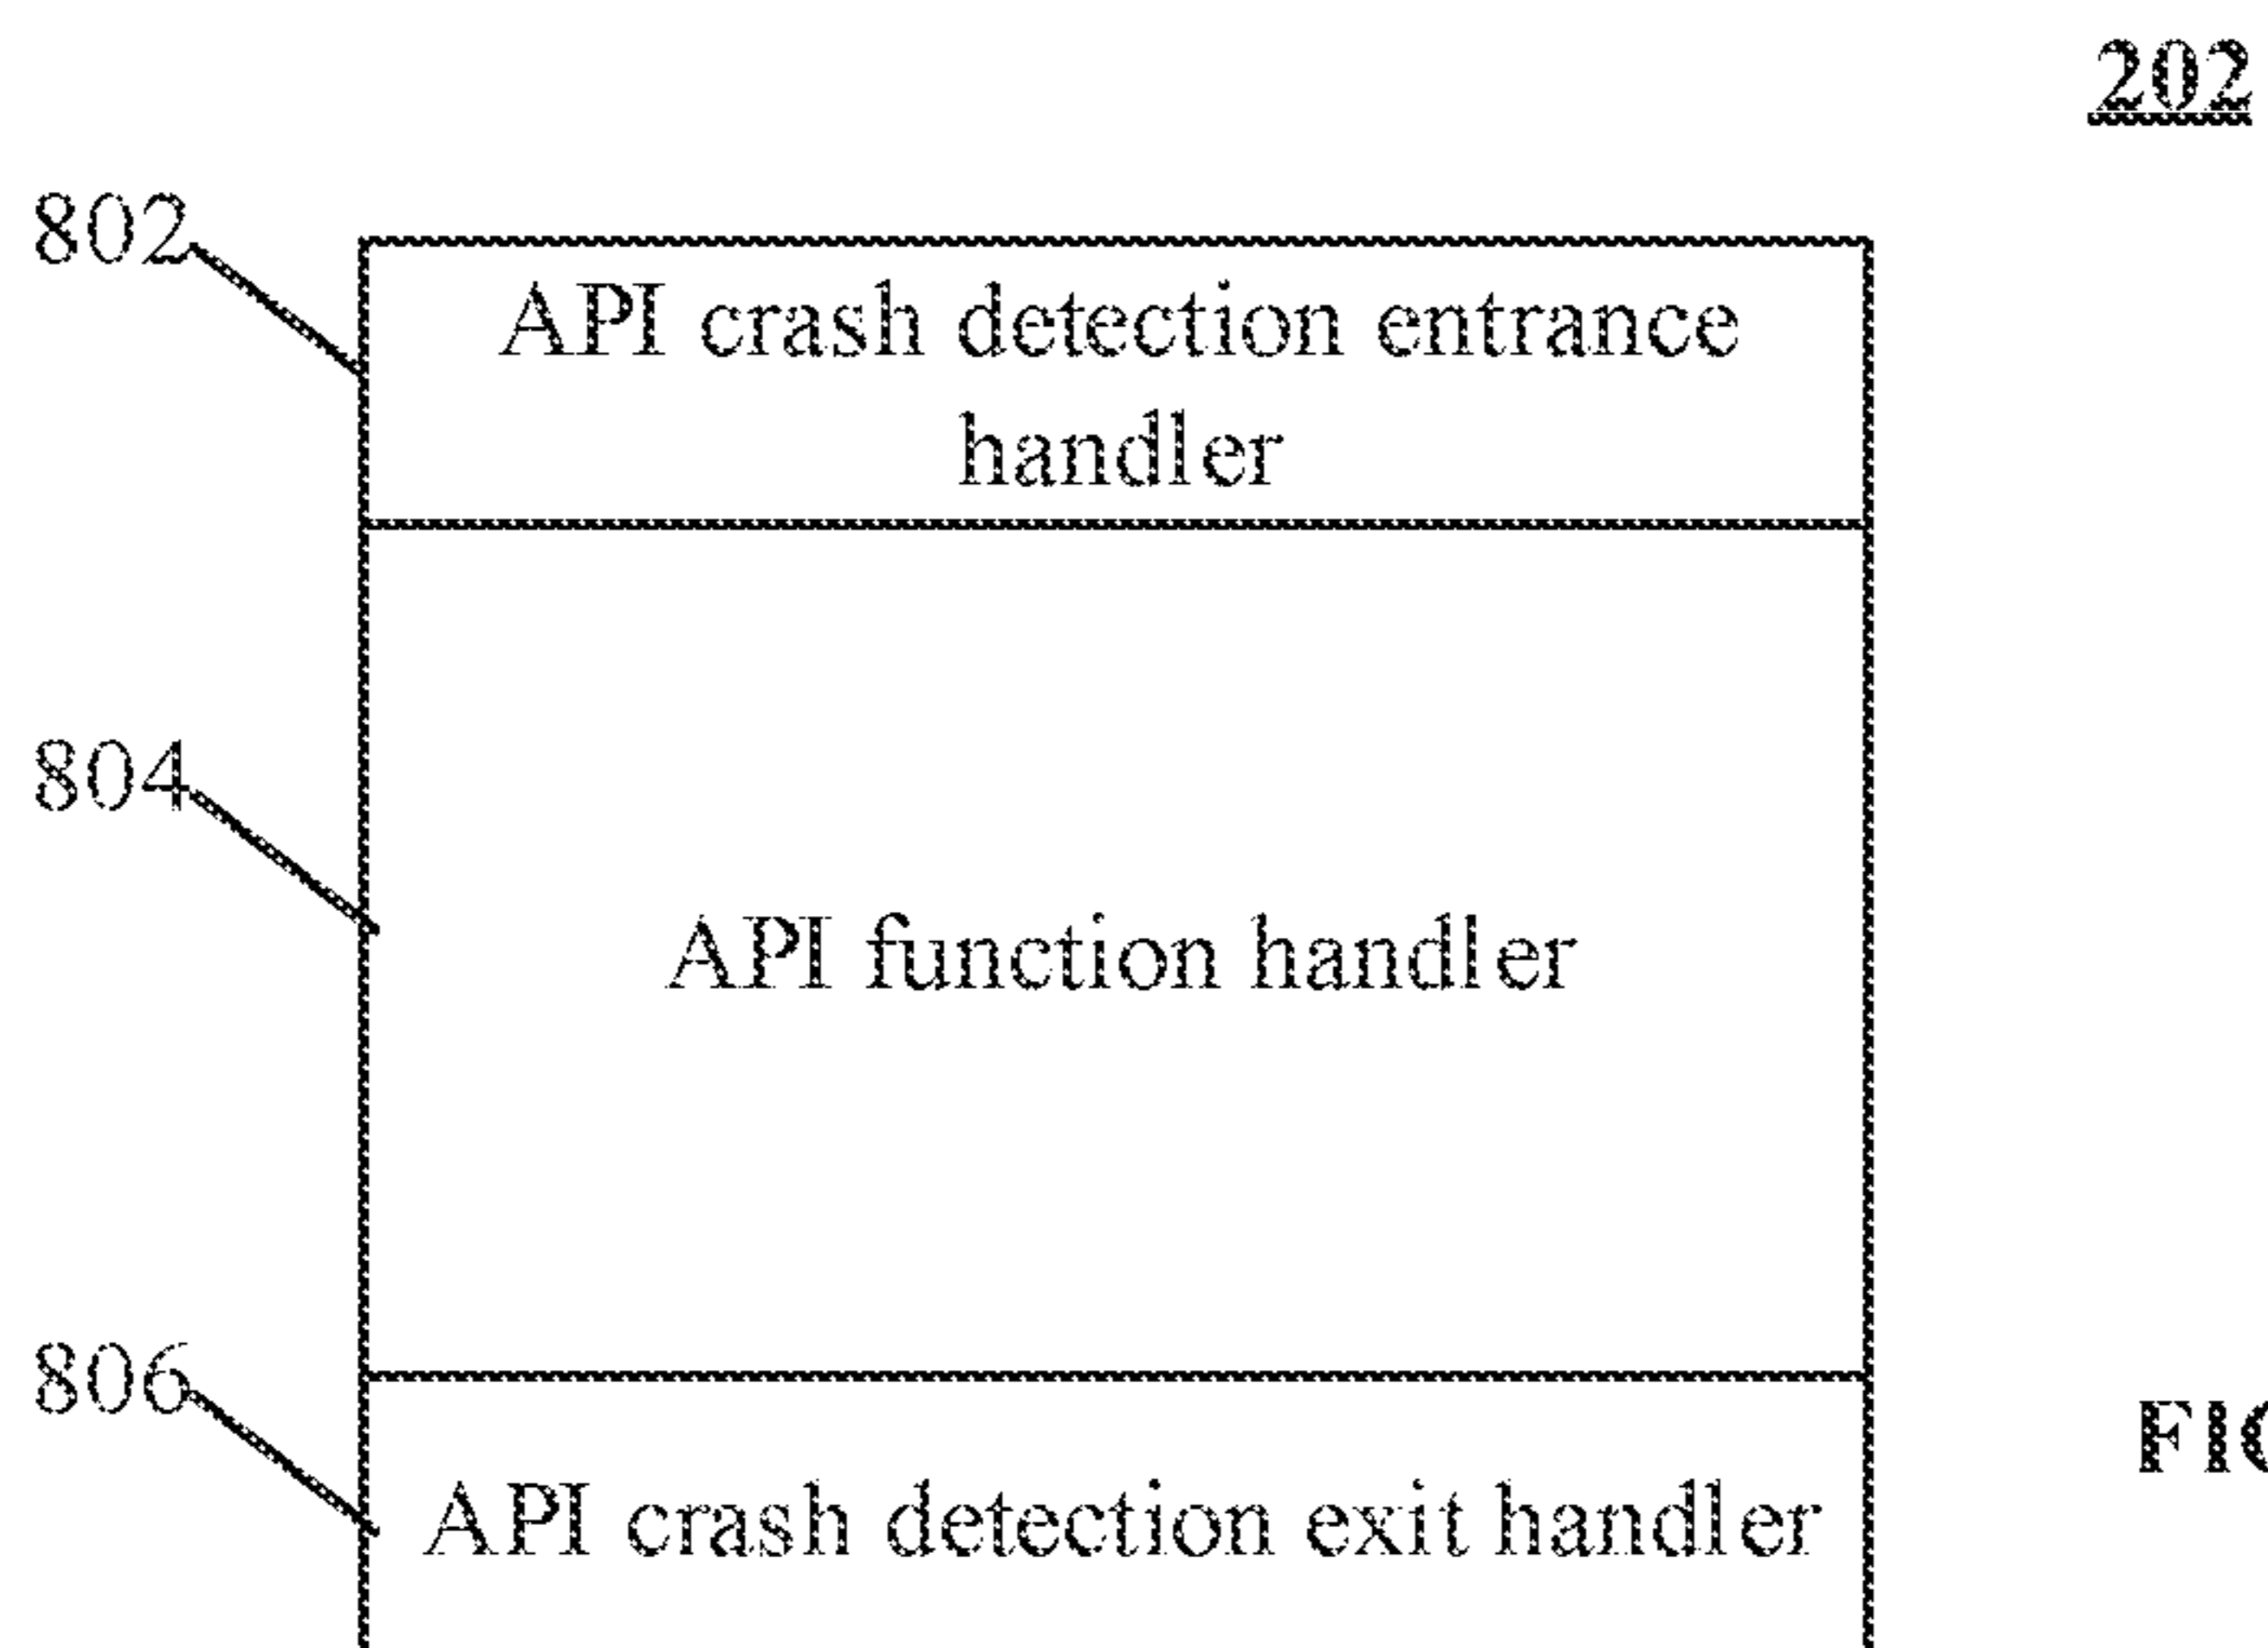 202
802
API crash detection entrance
handler
804
API function handler
806
API crash detection exit handler